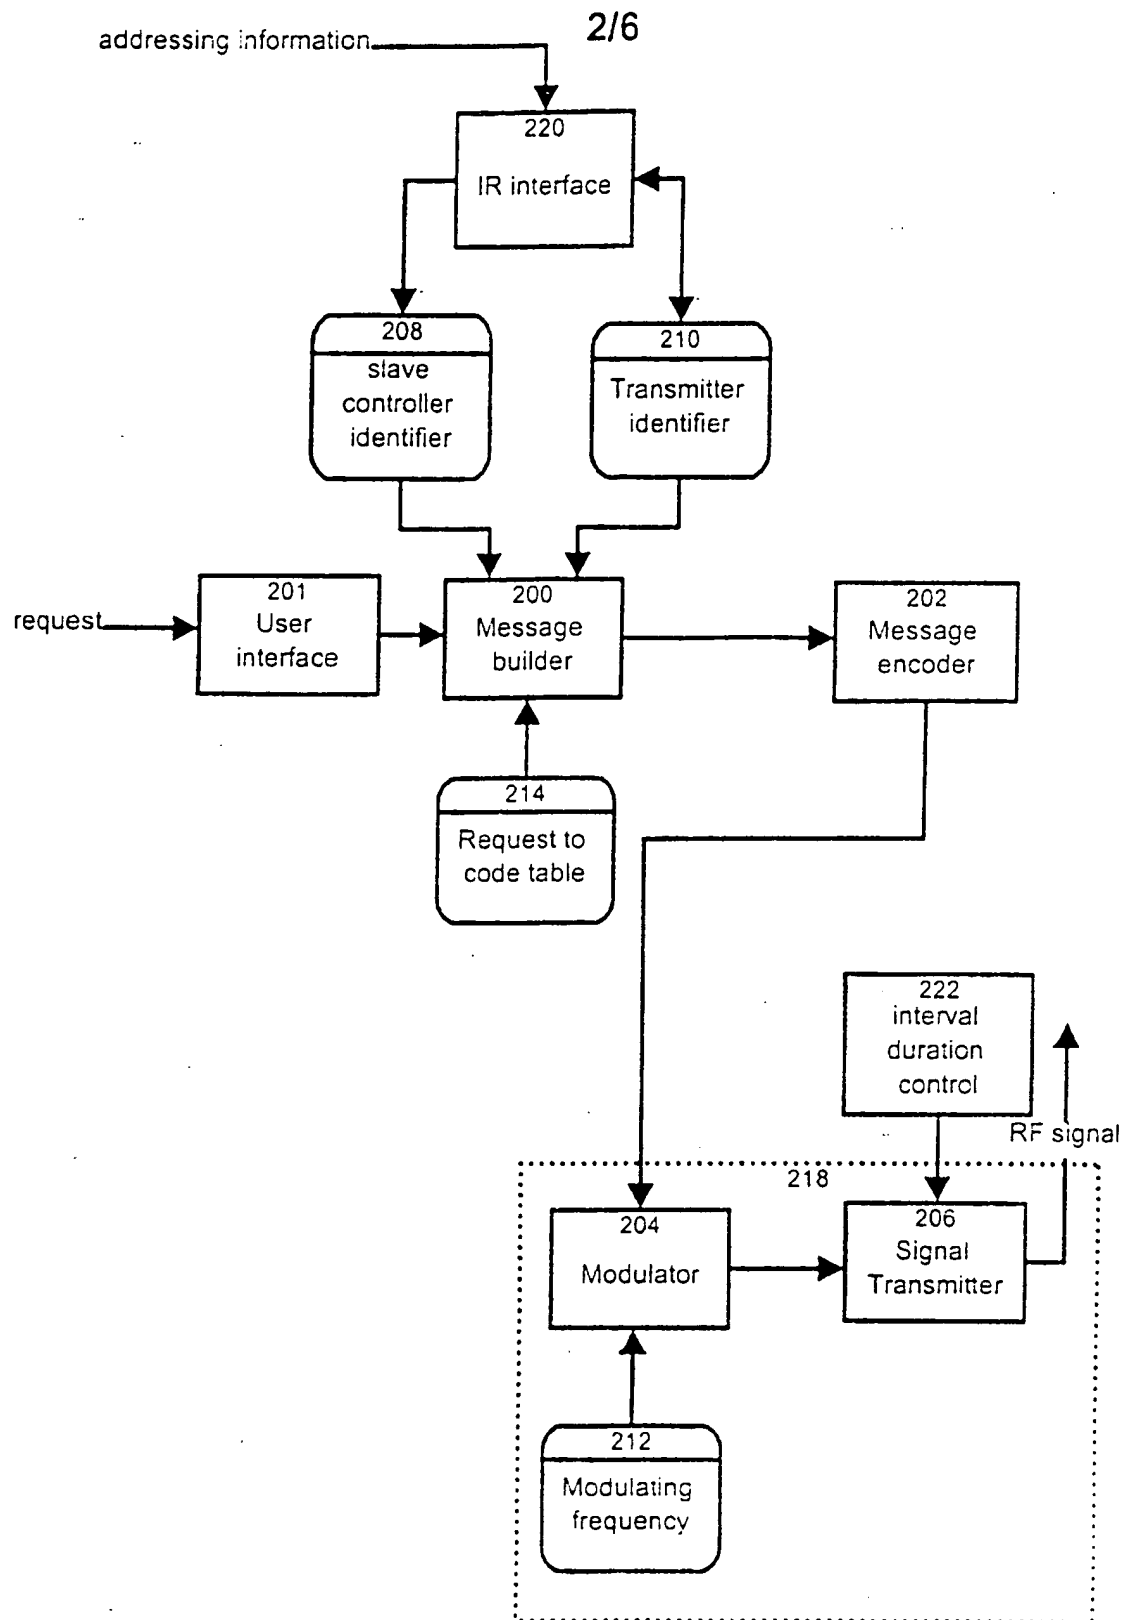 2/6
addressing information
220
IR interface
208
slave
controller
identifier
210
Transmitter
identifier
request
201
User
interface
200
Message
builder
202
Message
encoder
214
Request to
code table
222
interval
duration
control
RF signal
218
204
Modulator
206
Signal
Transmitter
212
Modulating
frequency